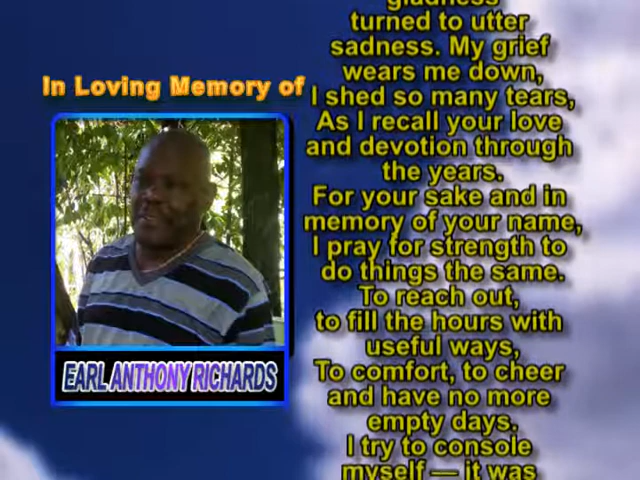 In Loving Memory of
EARL ANTHONY RICHARDS
gladness
turned to utter
sadness. My grief
wears me down,
I shed so many tears,
As I recall your love
and devotion through
the years.
For your sake and in
memory of your name,
I pray for strength to
do things the same.
To reach out,
to fill the hours with
useful ways,
To comfort, to cheer
and have no more
empty days.
I try to console
myself — it was